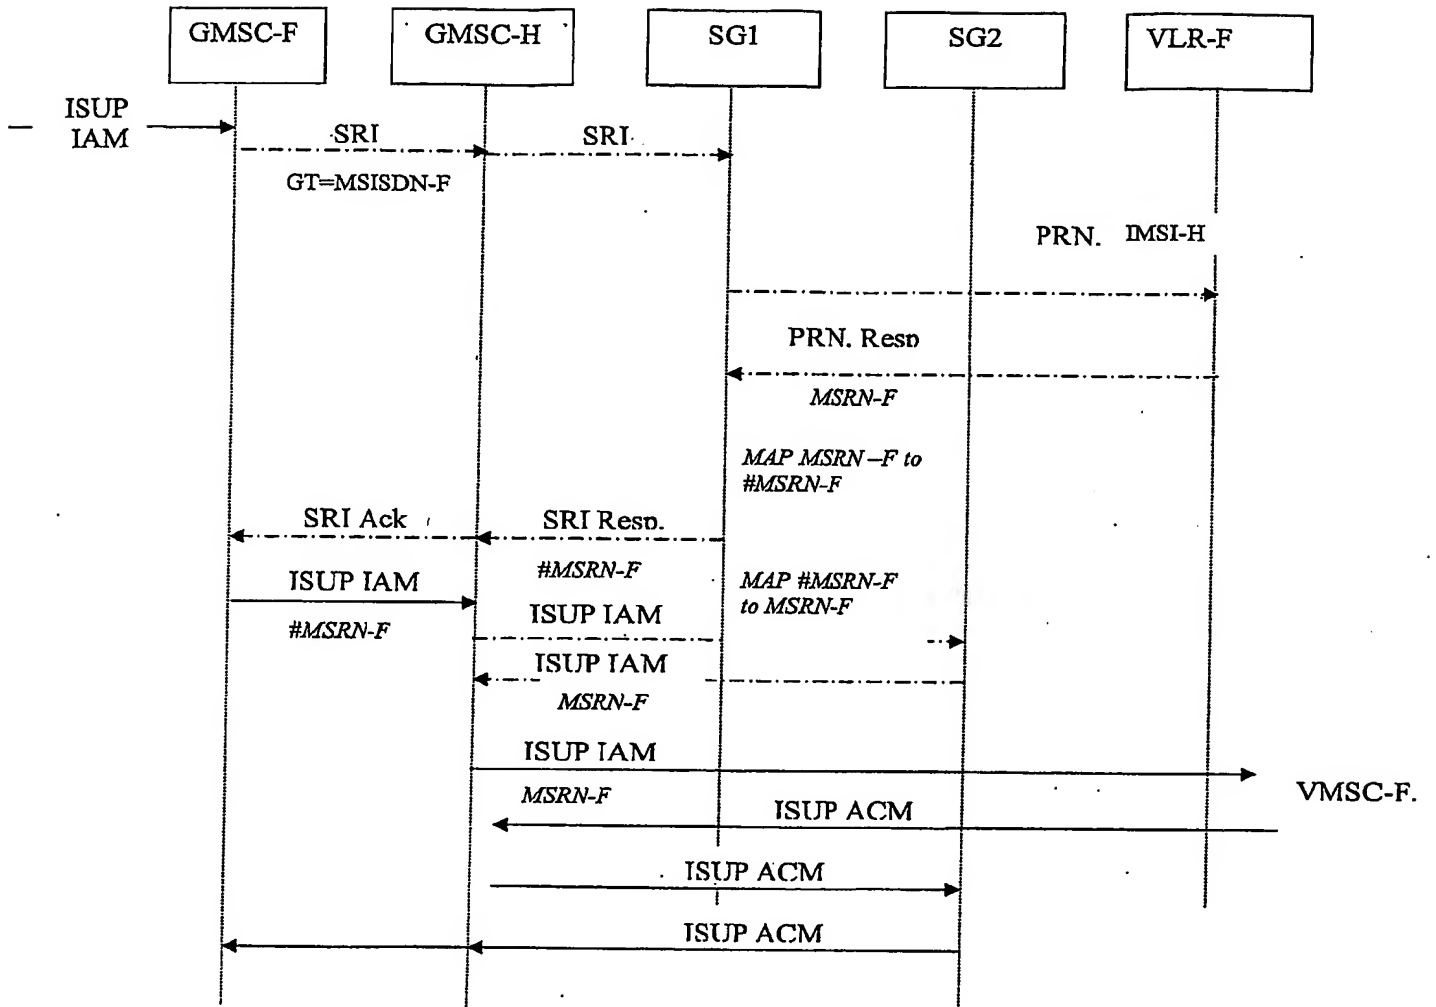 GMSC-F
GMSC-H
SG1
SG2
VLR-F
ISUP
IAM
SRI
SRI
GT=MSISDN-F
PRN. IMSI-H
PRN. Resp
MSRN-F
MAP MSRN –F to
#MSRN-F
SRI Ack
SRI Resp.
#MSRN-F
MAP #MSRN-F
to MSRN-F
ISUP IAM
#MSRN-F
ISUP IAM
ISUP IAM
MSRN-F
ISUP IAM
MSRN-F
VMSC-F.
ISUP ACM
ISUP ACM
ISUP ACM